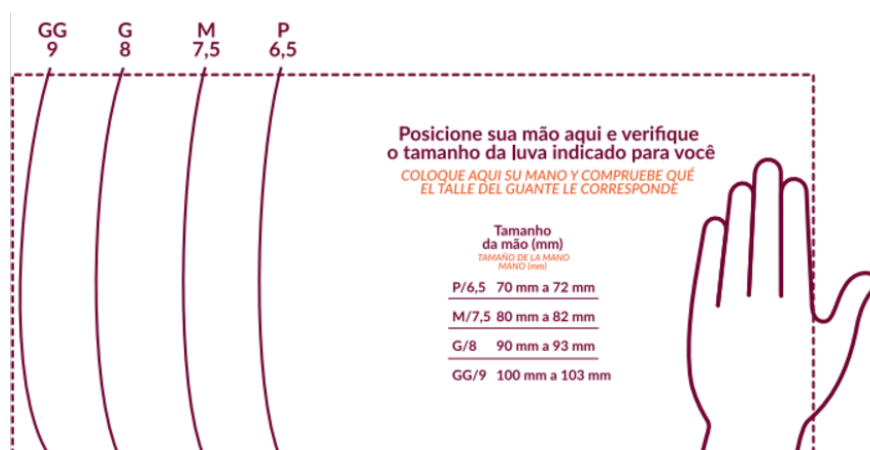 GG G M P
9 8 7,5 6,5
Posicione sua mão aqui e verifique
o tamanho da luva indicado para você
COLOQUE AQUI SU MANO Y COMPRUEBE QUÉ
EL TALLE DEL GUANTE LE CORRESPONDE
Tamanho
da mão (mm)
TAMAÑO DE LA MANO
MANO (mm)
P/6,5 70 mm a 72 mm
M/7,5 80 mm a 82 mm
G/8 90 mm a 93 mm
GG/9 100 mm a 103 mm